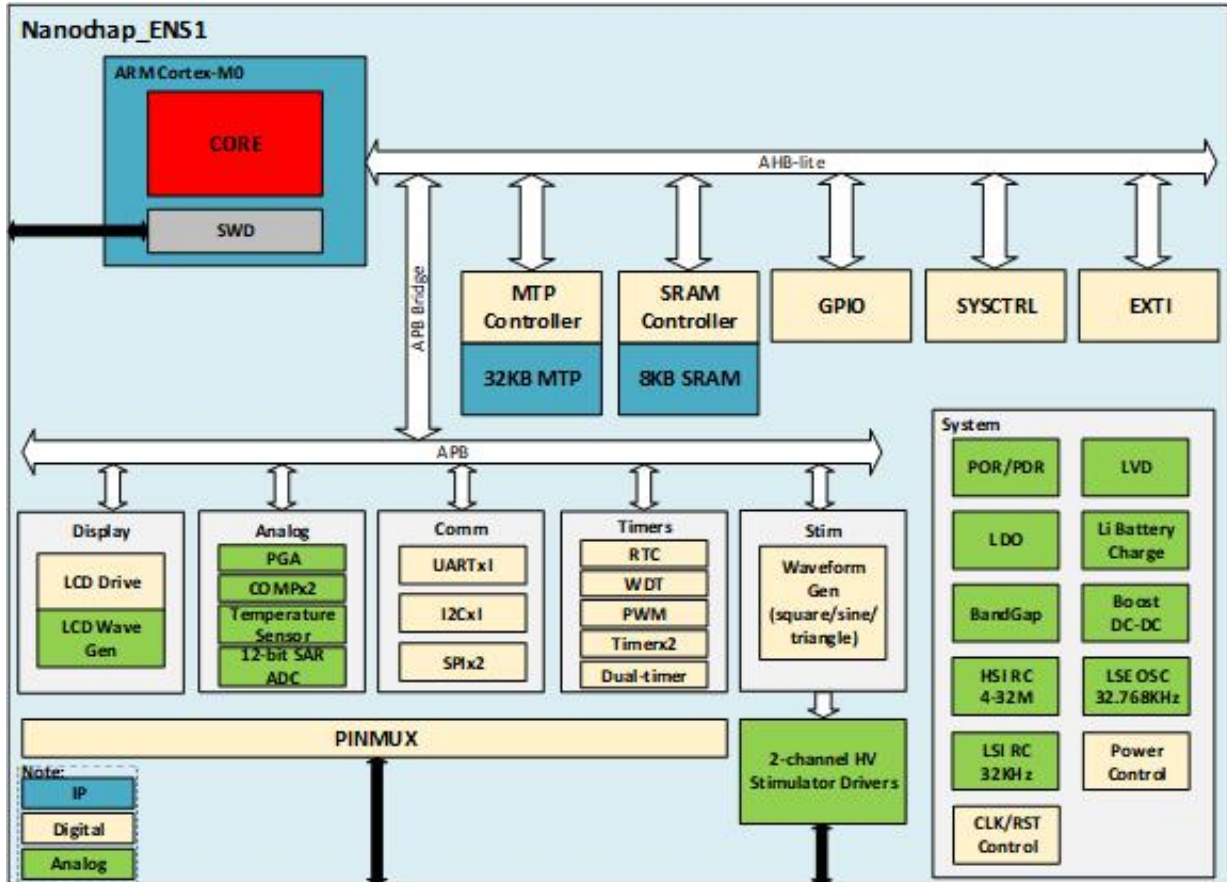 Nanochap_ENS1
ARM Cortex-M0
CORE
SWD
AHB-lite
APB Bridge
MTP
Controller
32KB MTP
SRAM
Controller
8KB SRAM
GPIO
SYSCTRL
EXTI
APB
Display
LCD Drive
LCD Wave
Gen
Analog
PGA
COMPx2
Temperature
Sensor
12-bit SAR
ADC
Comm
UARTx1
I2Cx1
SPIx2
Timers
RTC
WDT
PWM
Timerx2
Dual-timer
Stim
Waveform
Gen
(square/sine/
triangle)
PINMUX
2-channel HV
Stimulator Drivers
System
POR/PDR
LVD
LDO
Li Battery
Charge
BandGap
Boost
DC-DC
HSI RC
4-32M
LSE OSC
32.768KHz
LSI RC
32KHz
Power
Control
CLK/RST
Control
Note:
IP
Digital
Analog